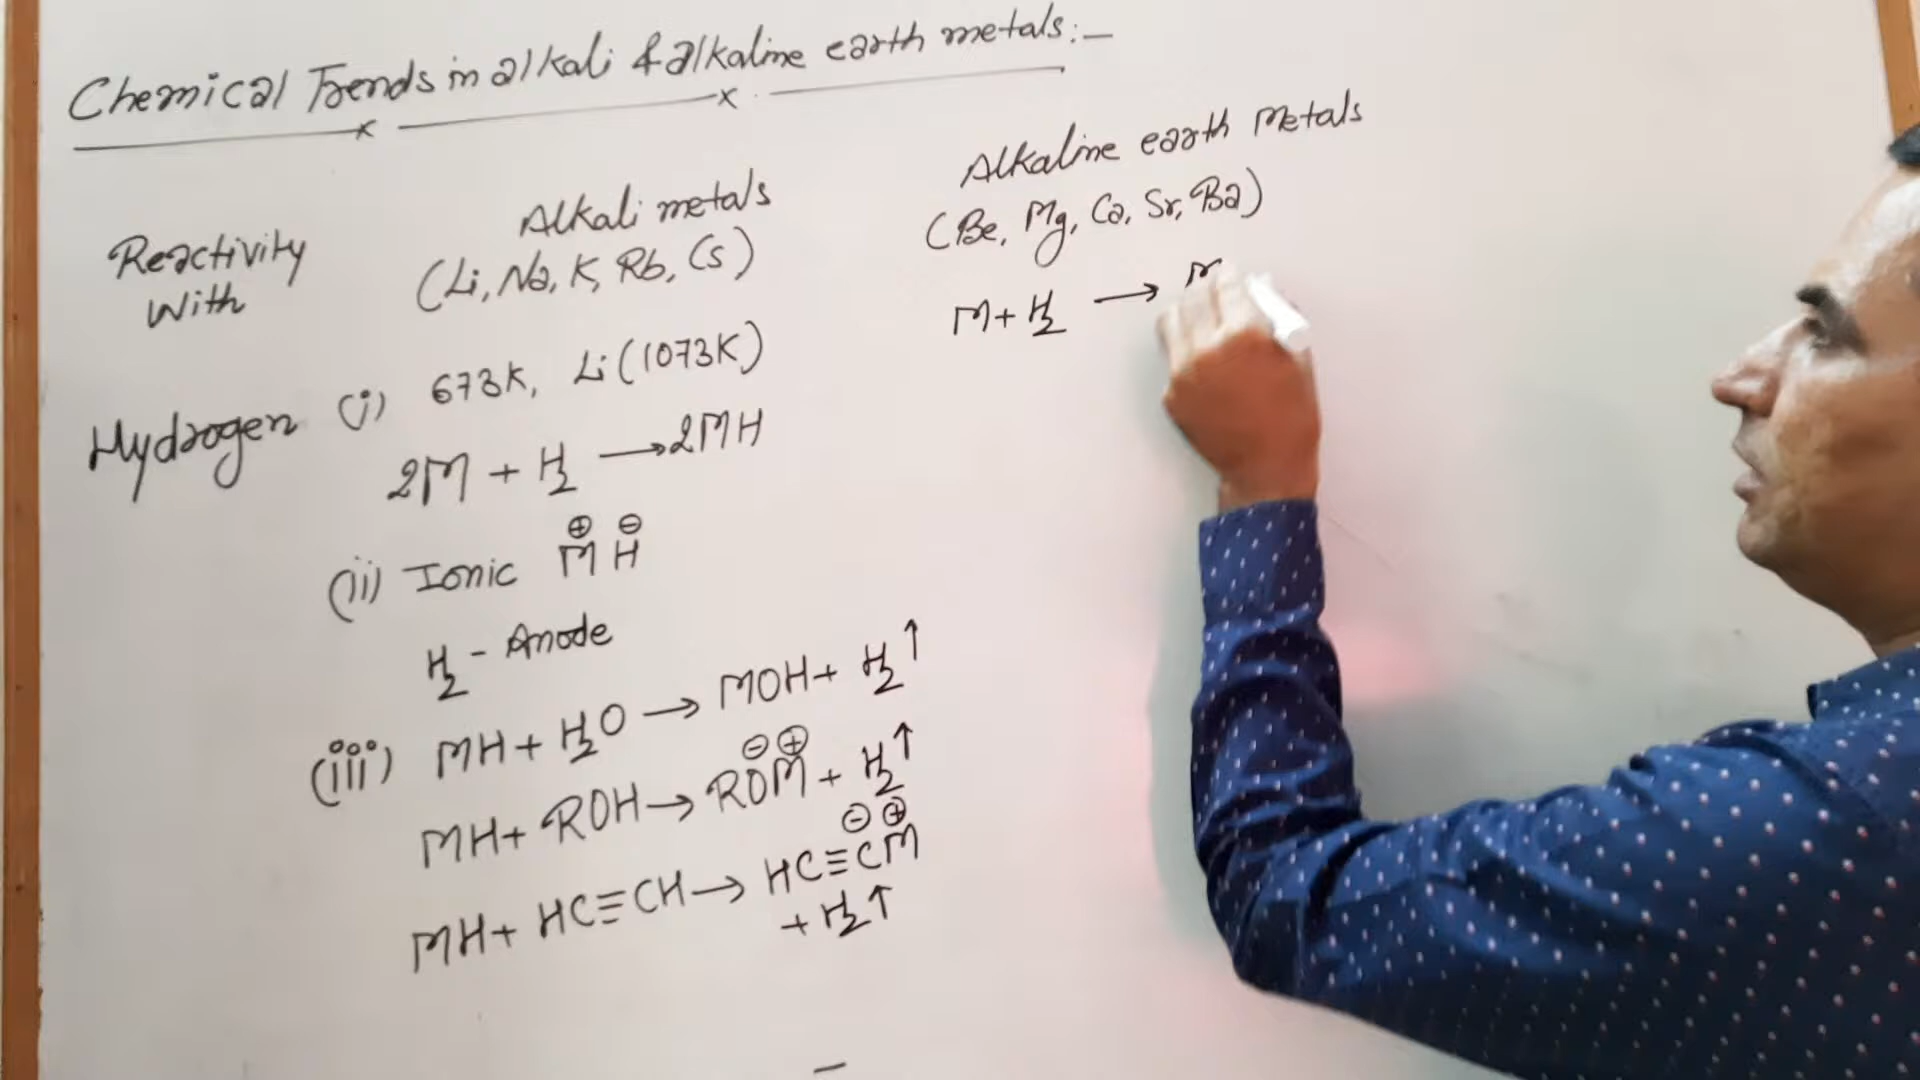 Chemical Trends in alkali & alkaline earth metals:–
Reactivity With
Alkali metals
(Li, Na, K, Rb, Cs)
Alkaline earth Metals
(Be, Mg, Ca, Sr, Ba)
M + H2 → M
Hydrogen (i) 673K, Li (1073K)
2M + H2 → 2MH
(ii) Ionic M⊕ H⊖
H2 - Anode
(iii) MH + H2O → MOH + H2↑
MH + ROH → RO⊖M⊕ + H2↑
MH + HC≡CH → HC≡C⊖M⊕
+ H2↑